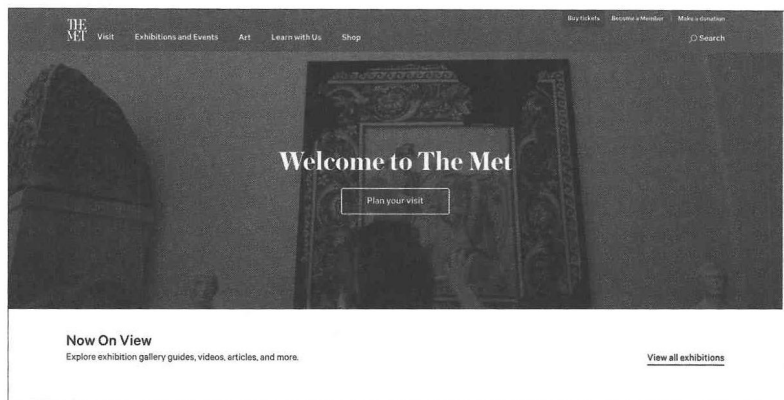 Buy tickets Become a Member Make a donation
THE
MET Visit Exhibitions and Events Art Learn with Us Shop Search
Welcome to The Met
Plan your visit
Now On View
Explore exhibition gallery guides, videos, articles, and more.
View all exhibitions